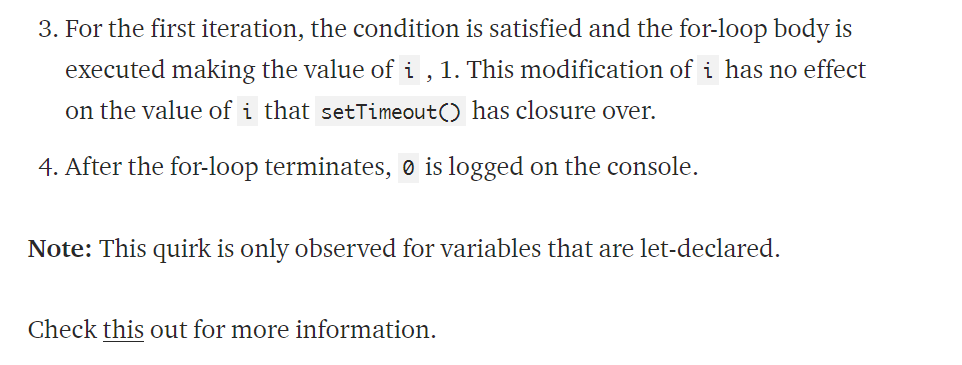 3. For the first iteration, the condition is satisfied and the for-loop body is
executed making the value of i , 1. This modification of i has no effect
on the value of i that setTimeout() has closure over.
4. After the for-loop terminates, 0 is logged on the console.
Note: This quirk is only observed for variables that are let-declared.
Check this out for more information.